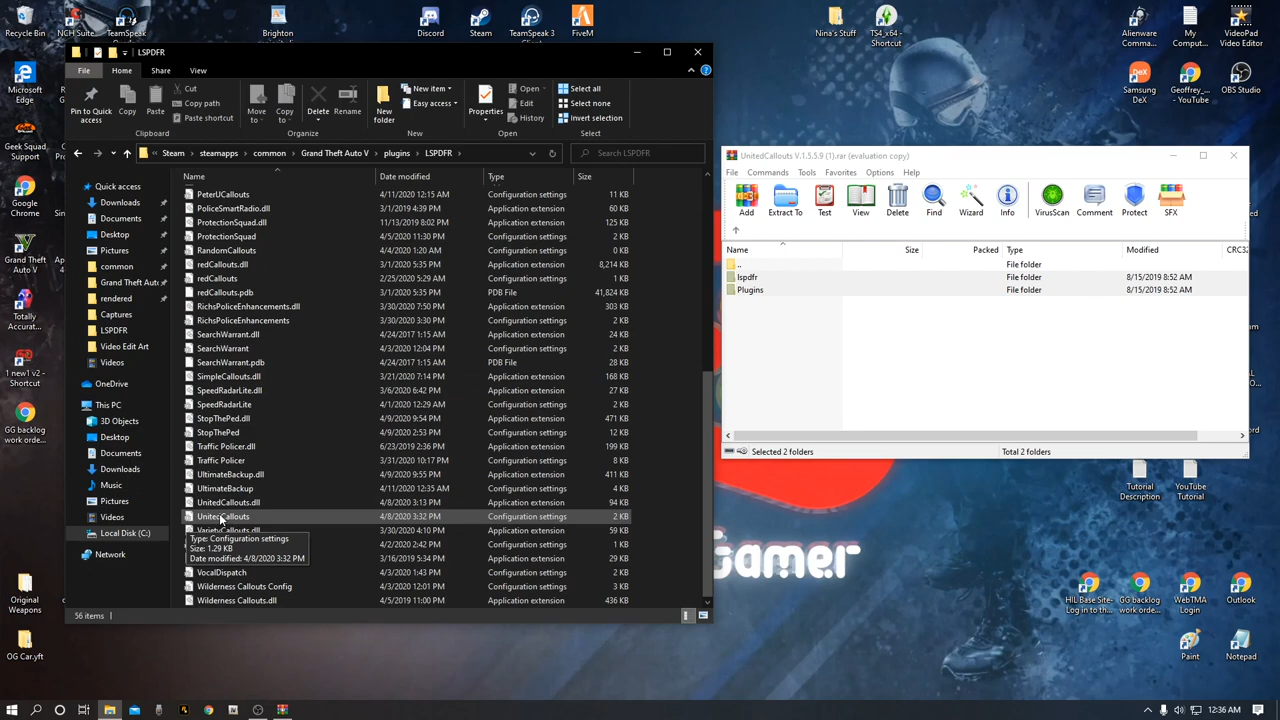 Recycle Bin
NCH Suite
TeamSpeak
Brighton
Discord
Steam
TeamSpeak 3 Client
FiveM
Nina's Stuff
TS4_x64 - Shortcut
Alienware Comma...
My Comput...
VideoPad Video Editor
LSPDFR
File Home Share View
Pin to Quick access
Copy
Paste
Cut
Copy path
Paste shortcut
Move to
Copy to
Delete
Rename
New folder
New item
Easy access
Properties
Open
Edit
History
Select all
Select none
Invert selection
Clipboard Organize New Open Select
Steam steamapps common Grand Theft Auto V plugins LSPDFR
Search LSPDFR
Name Date modified Type Size
PeterUCallouts 4/11/2020 12:15 AM Configuration settings 11 KB
PoliceSmartRadio.dll 3/1/2019 4:39 PM Application extension 209 KB
ProtectionSquad.dll 11/13/2019 8:02 PM Application extension 125 KB
ProtectionSquad 4/5/2020 11:30 PM Configuration settings 2 KB
RandomCallouts 4/4/2020 1:20 AM Configuration settings 0 KB
redCallouts.dll 3/1/2019 5:35 PM Application extension 8,214 KB
redCallouts 2/25/2020 5:29 AM Configuration settings 1 KB
redCallouts.pdb 3/1/2019 5:35 PM PDB File 41,824 KB
RichsPoliceEnhancements.dll 3/30/2020 7:50 PM Application extension 303 KB
RichsPoliceEnhancements 3/30/2020 3:30 PM Configuration settings 2 KB
SearchWarrant.dll 4/24/2017 1:15 AM Application extension 24 KB
SearchWarrant 4/3/2020 12:04 PM Configuration settings 2 KB
SearchWarrant.pdb 4/24/2017 1:15 AM PDB File 28 KB
SimpleCallouts.dll 3/21/2020 7:14 PM Application extension 168 KB
SpeedRadarLite.dll 3/6/2020 6:42 PM Application extension 27 KB
SpeedRadarLite 4/1/2020 12:29 AM Configuration settings 2 KB
StopThePed.dll 4/9/2020 9:54 PM Application extension 471 KB
StopThePed 4/9/2020 2:53 PM Configuration settings 12 KB
Traffic Policer.dll 6/23/2019 2:36 PM Application extension 199 KB
Traffic Policer 3/31/2020 10:17 PM Configuration settings 8 KB
UltimateBackup.dll 4/9/2020 9:55 PM Application extension 411 KB
UltimateBackup 4/11/2020 12:35 AM Configuration settings 4 KB
UnitedCallouts.dll 4/8/2020 3:13 PM Application extension 94 KB
UnitedCallouts 4/8/2020 3:32 PM Configuration settings 2 KB
VarietyCallouts.dll 3/30/2020 4:10 PM Application extension 59 KB
4/2/2020 2:42 PM Configuration settings 1 KB
3/16/2019 5:34 PM Application extension 29 KB
VocalDispatch 4/3/2020 1:43 PM Configuration settings 2 KB
Wilderness Callouts Config 4/3/2020 12:01 AM Configuration settings 3 KB
Wilderness Callouts.dll 4/5/2019 11:00 PM Application extension 436 KB
Type: Configuration settings
Size: 1.29 KB
Date modified: 4/8/2020 3:32 PM
56 items
Quick access
Downloads
Documents
Desktop
Pictures
common
Grand Theft Auto
rendered
Captures
LSPDFR
Video Edit Art
Videos
OneDrive
This PC
3D Objects
Desktop
Documents
Downloads
Music
Pictures
Videos
Local Disk (C:)
Network
Microsoft Edge
Geek Squad Support
Google Chrome
Grand Theft Auto V
Totally Accurat...
1 new1 v2 - Shortcut
GG backlog work orde...
Original Weapons
OG Car.yft
UnitedCallouts V.1.5.5.9 (1).rar (evaluation copy)
File Commands Tools Favorites Options Help
Add Extract To Test View Delete Find Wizard Info VirusScan Comment Protect SFX
Name Size Packed Type Modified CRC32
.. File folder
lspdfr File folder 8/15/2019 8:52 AM
Plugins File folder 8/15/2019 8:52 AM
Selected 2 folders Total 2 folders
Samsung DeX
Geoffrey_... - YouTube
OBS Studio
Tutorial Description
YouTube Tutorial
Gamer
HIL Base Site- Log in to th...
GG backlog work orde...
WebTMA Login
Outlook
Paint
Notepad
12:36 AM